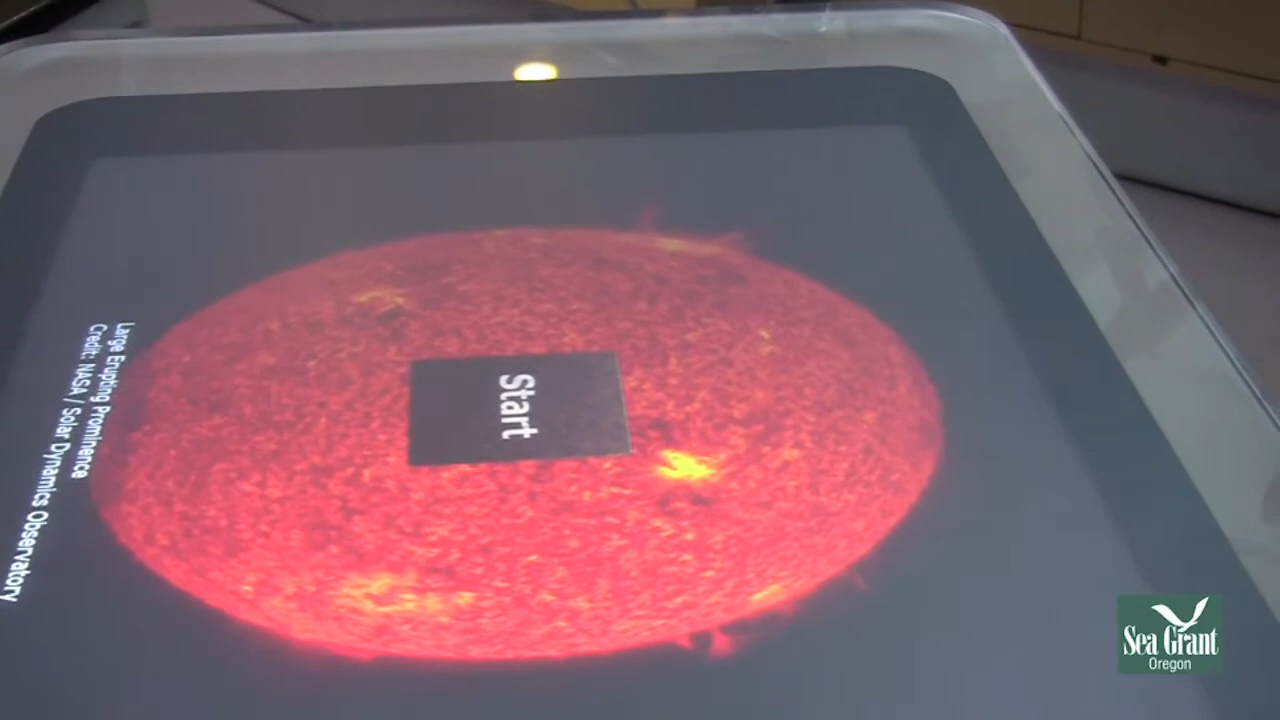 Start
Large Erupting Prominence
Credit: NASA / Solar Dynamics Observatory
Sea Grant
Oregon